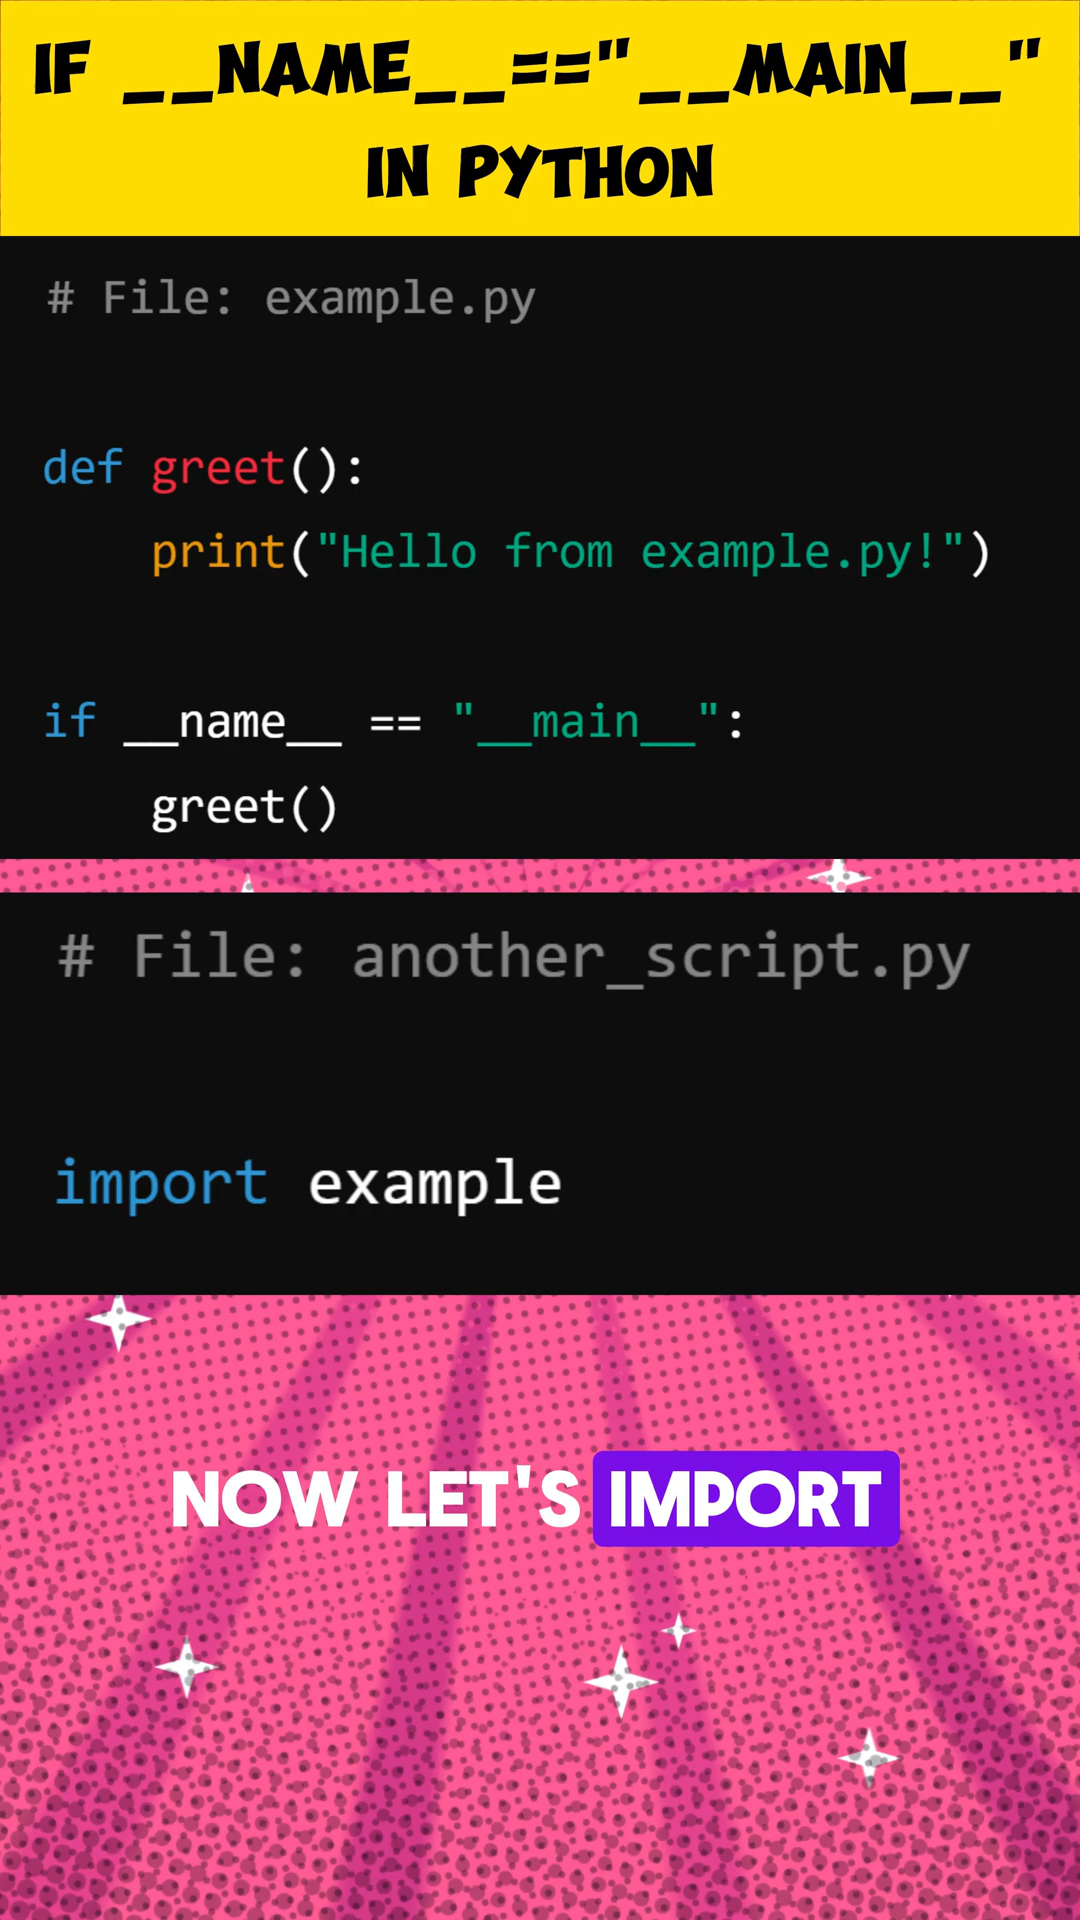 IF __NAME__=="__MAIN__"
IN PYTHON
# File: example.py
def greet():
    print("Hello from example.py!")
if __name__ == "__main__":
    greet()
# File: another_script.py
import example
NOW LET'S IMPORT